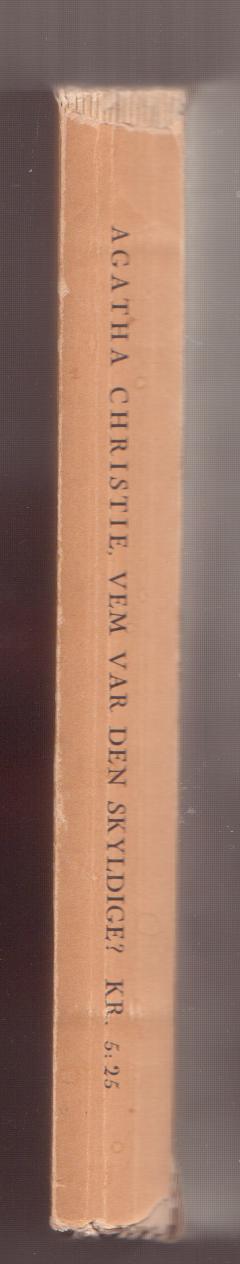 AGATHA CHRISTIE, VEM VAR DEN SKYLDIGE? KR. 5:25